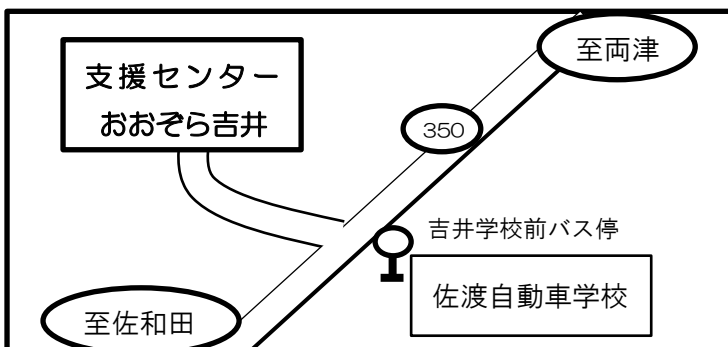 至両津
支援センター
おおぞら吉井
350
吉井学校前バス停
佐渡自動車学校
至佐和田